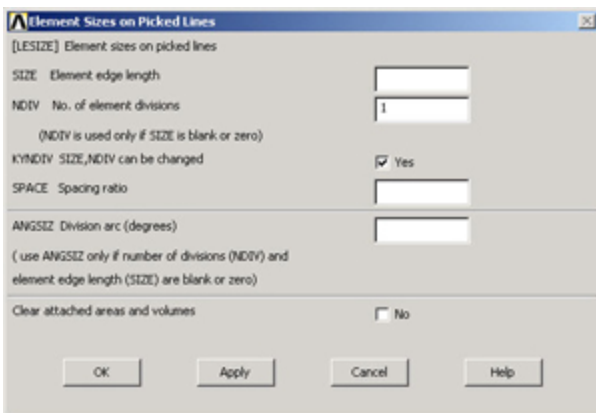 Element Sizes on Picked Lines
[LESIZE] Element sizes on picked lines
SIZE Element edge length
NDIV No. of element divisions 1
(NDIV is used only if SIZE is blank or zero)
KYNDIV SIZE,NDIV can be changed Yes
SPACE Spacing ratio
ANGSIZ Division arc (degrees)
( use ANGSIZ only if number of divisions (NDIV) and
element edge length (SIZE) are blank or zero)
Clear attached areas and volumes No
OK Apply Cancel Help